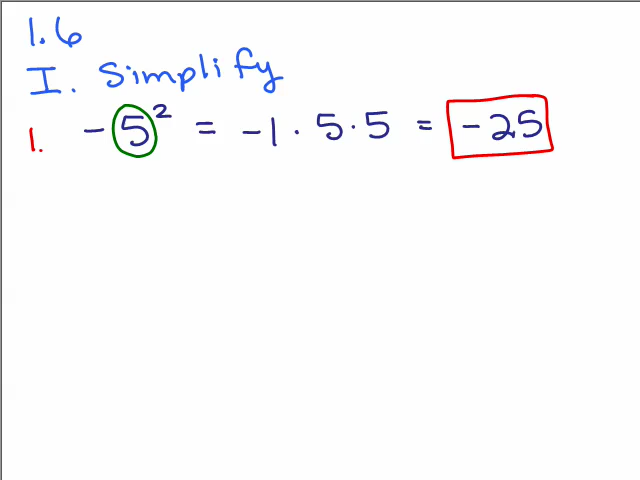 1.6
I. Simplify
1. -5² = -1 · 5 · 5 = -25